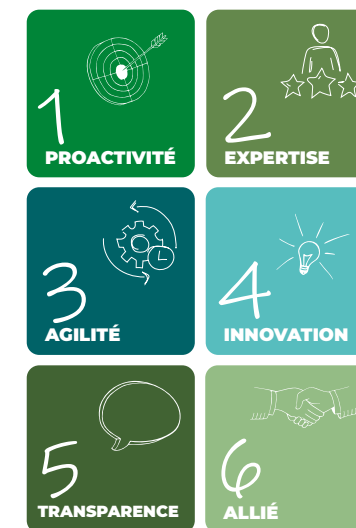 1
PROACTIVITÉ
2
EXPERTISE
3
AGILITÉ
4
INNOVATION
5
TRANSPARENCE
6
ALLIÉ